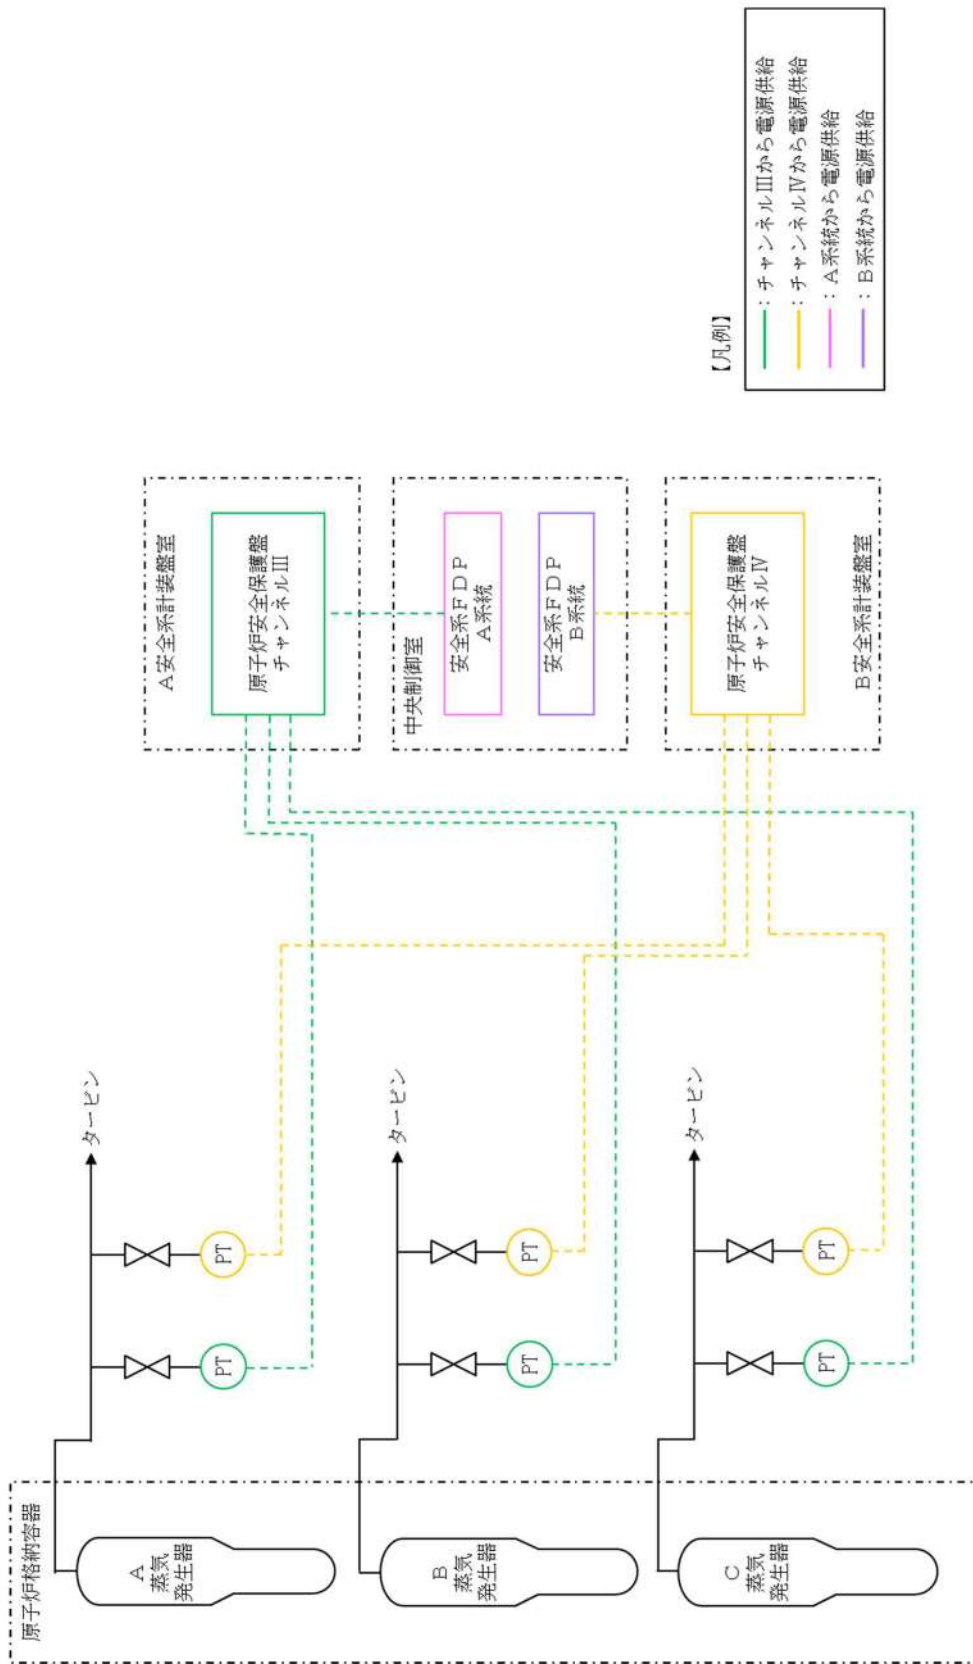 原子炉格納容器
A
蒸気
発生器
PT
PT
タービン
B
蒸気
発生器
PT
PT
タービン
C
蒸気
発生器
PT
PT
タービン
A安全系計装盤室
原子炉安全保護盤
チャンネルIII
中央制御室
安全系FDP
A系統
安全系FDP
B系統
原子炉安全保護盤
チャンネルIV
B安全系計装盤室
【凡例】
：チャンネルIIIから電源供給
：チャンネルIVから電源供給
：A系統から電源供給
：B系統から電源供給